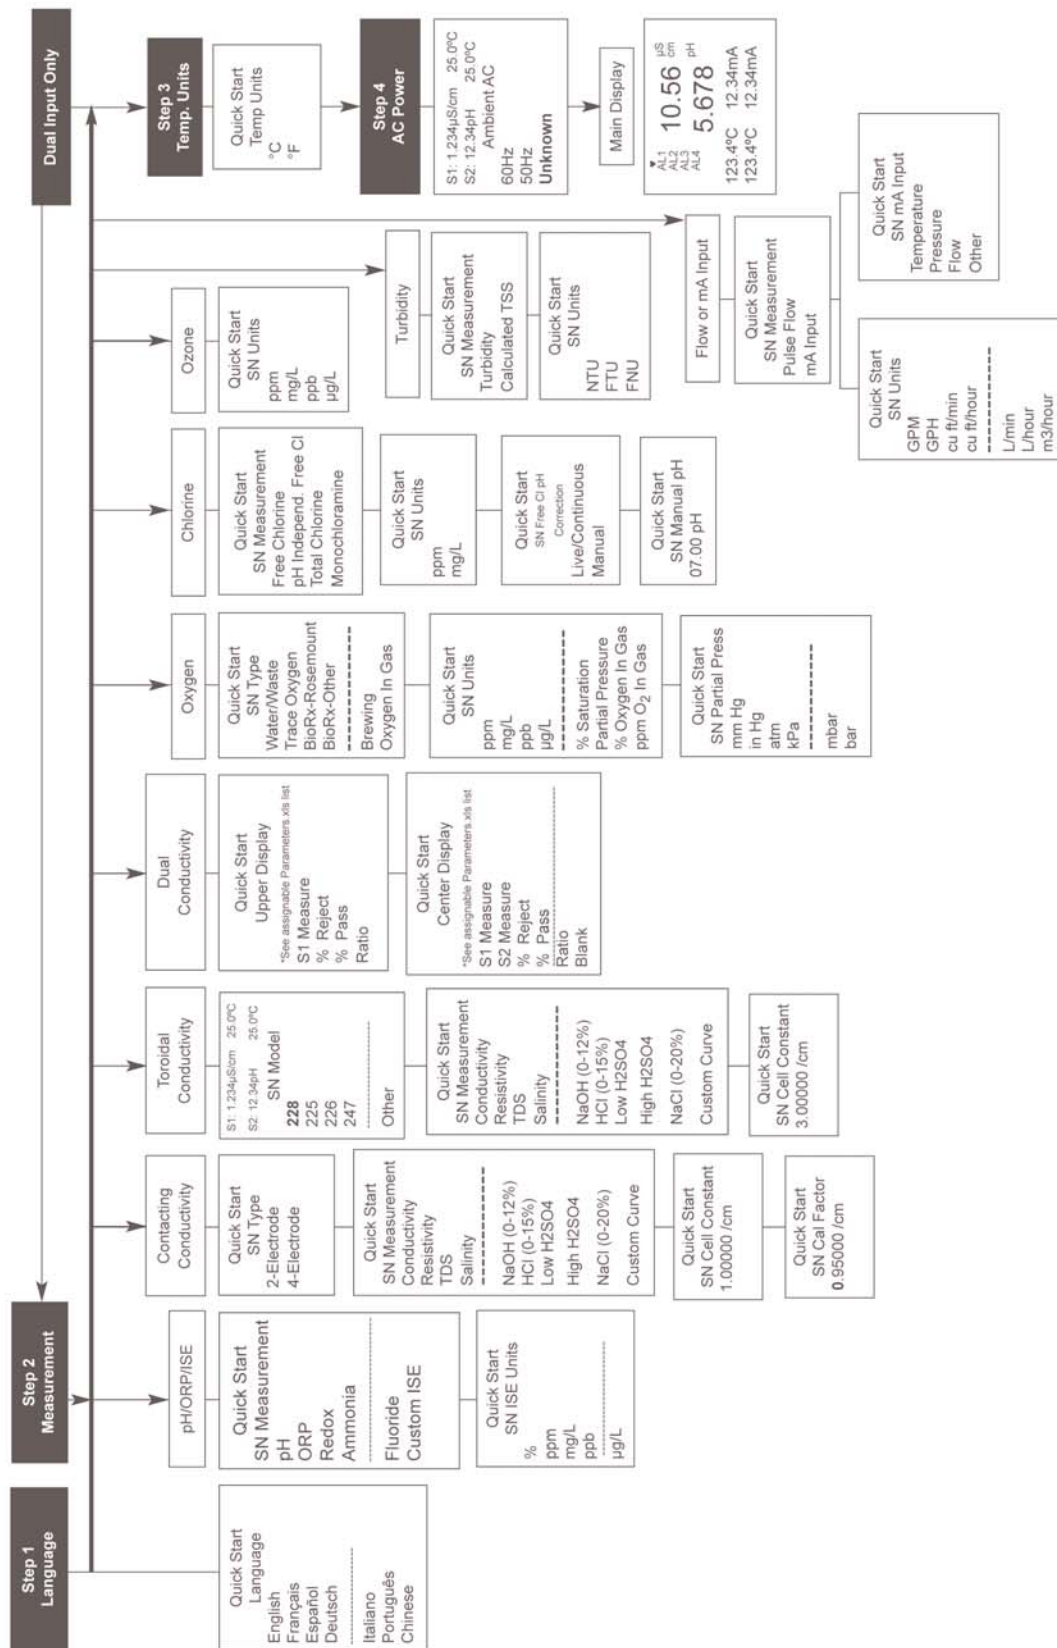 Step 1
Language
Quick Start
Language
English
Français
Español
Deutsch
Italiano
Português
Chinese
Step 2
Measurement
pH/ORP/ISE
Quick Start
SN Measurement
pH
ORP
Redox
Ammonia
Fluoride
Custom ISE
Quick Start
SN ISE Units
%
ppm
mg/L
ppb
µg/L
Contacting
Conductivity
Quick Start
SN Type
2-Electrode
4-Electrode
Quick Start
SN Measurement
Conductivity
Resistivity
TDS
Salinity
NaOH (0-12%)
HCl (0-15%)
Low H2SO4
High H2SO4
NaCl (0-20%)
Custom Curve
Quick Start
SN Cell Constant
1.00000 /cm
Quick Start
SN Cal Factor
0.95000 /cm
Toroidal
Conductivity
S1: 1.234µS/cm 25.0ºC
S2: 12.34pH 25.0ºC
SN Model
228
225
226
247
Other
Quick Start
SN Measurement
Conductivity
Resistivity
TDS
Salinity
NaOH (0-12%)
HCl (0-15%)
Low H2SO4
High H2SO4
NaCl (0-20%)
Custom Curve
Quick Start
SN Cell Constant
3.00000 /cm
Dual
Conductivity
Quick Start
Upper Display
*See assignable Parameters.xls list
S1 Measure
% Reject
% Pass
Ratio
Quick Start
Center Display
*See assignable Parameters.xls list
S1 Measure
S2 Measure
% Reject
% Pass
Ratio
Blank
Oxygen
Quick Start
SN Type
Water/Waste
Trace Oxygen
BioRx-Rosemount
BioRx-Other
Brewing
Oxygen In Gas
Quick Start
SN Units
ppm
mg/L
ppb
µg/L
% Saturation
Partial Pressure
% Oxygen In Gas
ppm O2 In Gas
Quick Start
SN Partial Press
mm Hg
in Hg
atm
kPa
mbar
bar
Chlorine
Quick Start
SN Measurement
Free Chlorine
pH Independ. Free Cl
Total Chlorine
Monochloramine
Quick Start
SN Units
ppm
mg/L
Quick Start
SN Free Cl pH
Correction
Live/Continuous
Manual
Quick Start
SN Manual pH
07.00 pH
Ozone
Quick Start
SN Units
ppm
mg/L
ppb
µg/L
Turbidity
Quick Start
SN Measurement
Turbidity
Calculated TSS
Quick Start
SN Units
NTU
FTU
FNU
Flow or mA Input
Quick Start
SN Measurement
Pulse Flow
mA Input
Quick Start
SN Units
GPM
GPH
cu ft/min
cu ft/hour
L/min
L/hour
m3/hour
Quick Start
SN mA Input
Temperature
Pressure
Flow
Other
Dual Input Only
Step 3
Temp. Units
Quick Start
Temp Units
°C
°F
Step 4
AC Power
S1: 1.234µS/cm 25.0ºC
S2: 12.34pH 25.0ºC
Ambient AC
60Hz
50Hz
Unknown
Main Display
AL1
AL2
AL3
AL4
10.56 µS
cm
5.678 pH
123.4ºC 12.34mA
123.4ºC 12.34mA